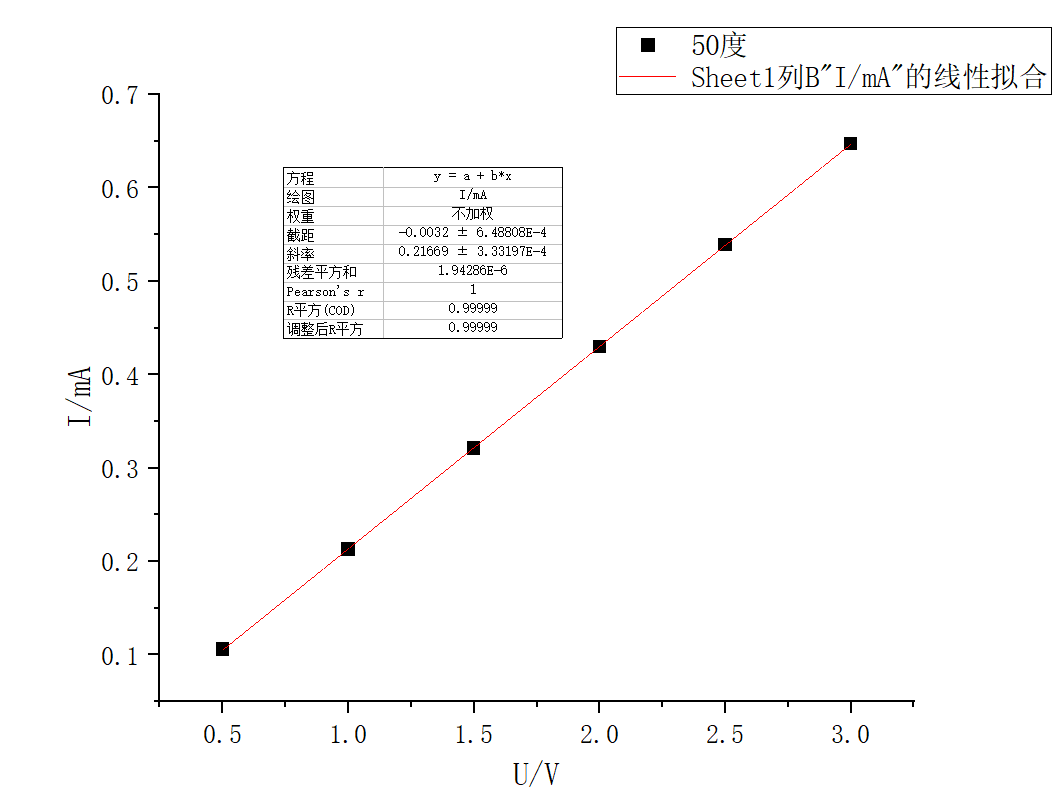 50度
Sheet1列B"I/mA"的线性拟合
0.7
0.6
0.5
0.4
0.3
0.2
0.1
I/mA
方程 y = a + b*x
绘图 I/mA
权重 不加权
截距 -0.0032 ± 6.48808E-4
斜率 0.21669 ± 3.33197E-4
残差平方和 1.94286E-6
Pearson's r 1
R平方(COD) 0.99999
调整后R平方 0.99999
0.5 1.0 1.5 2.0 2.5 3.0
U/V